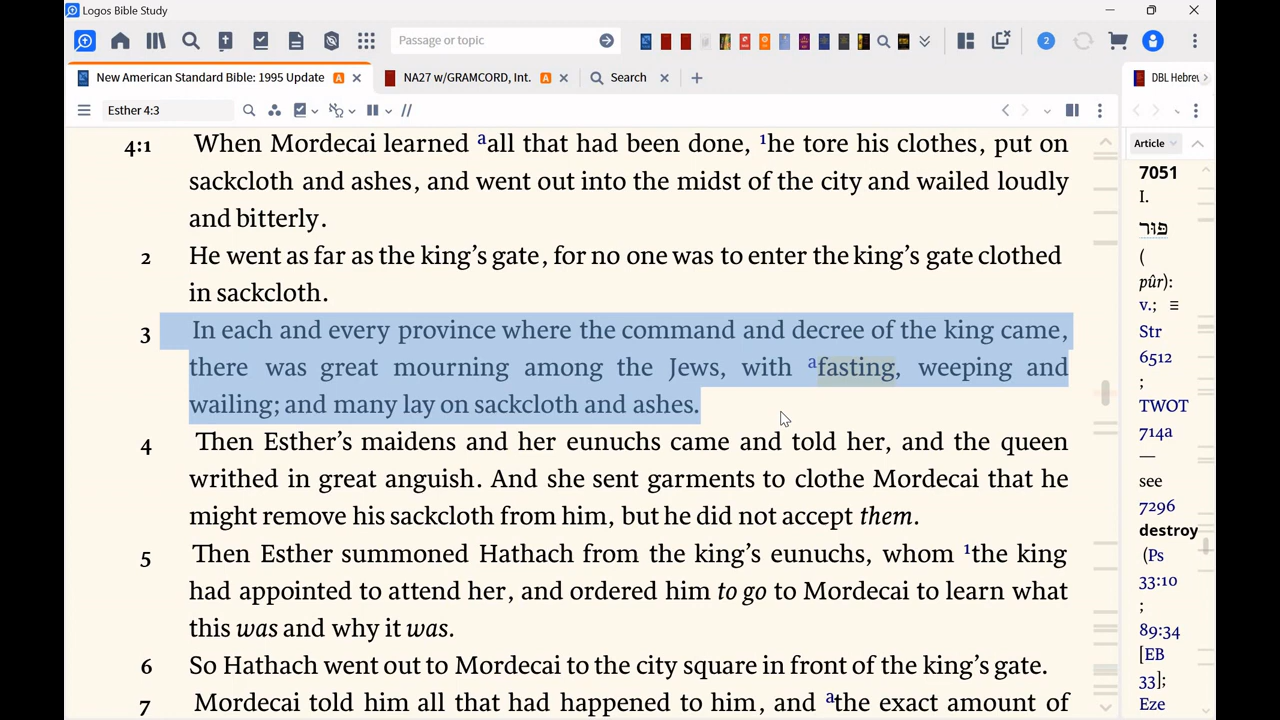 Logos Bible Study
Passage or topic
2
New American Standard Bible: 1995 Update A
NA27 w/GRAMCORD, Int. A
Search
DBL Hebrew
Esther 4:3
4:1 When Mordecai learned aall that had been done, 1he tore his clothes, put on
sackcloth and ashes, and went out into the midst of the city and wailed loudly
and bitterly.
2 He went as far as the king’s gate, for no one was to enter the king’s gate clothed
in sackcloth.
3 In each and every province where the command and decree of the king came,
there was great mourning among the Jews, with afasting, weeping and
wailing; and many lay on sackcloth and ashes.
4 Then Esther’s maidens and her eunuchs came and told her, and the queen
writhed in great anguish. And she sent garments to clothe Mordecai that he
might remove his sackcloth from him, but he did not accept them.
5 Then Esther summoned Hathach from the king’s eunuchs, whom 1the king
had appointed to attend her, and ordered him to go to Mordecai to learn what
this was and why it was.
6 So Hathach went out to Mordecai to the city square in front of the king’s gate.
7 Mordecai told him all that had happened to him, and athe exact amount of
Article
7051
I.
פּוּר
(
pûr):
v.; ≡
Str
6512
;
TWOT
714a
—
see
7296
destroy
(Ps
33:10
;
89:34
[EB
33];
Eze